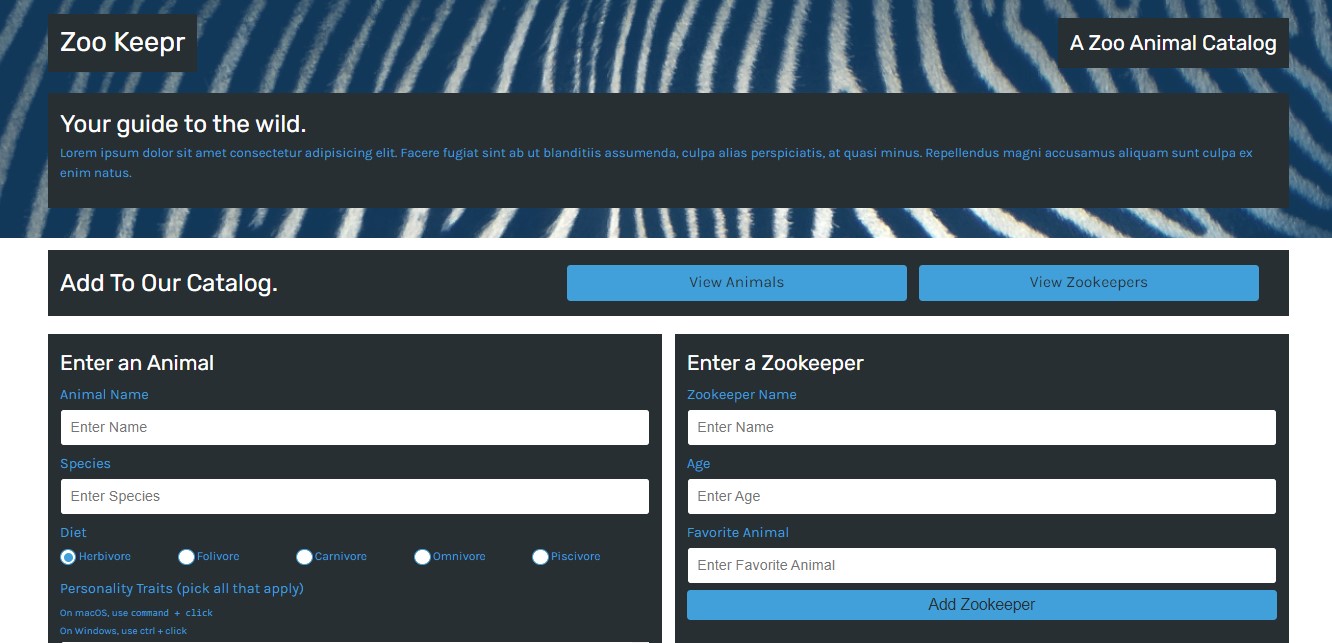 Zoo Keepr
A Zoo Animal Catalog
Your guide to the wild.
Lorem ipsum dolor sit amet consectetur adipisicing elit. Facere fugiat sint ab ut blanditiis assumenda, culpa alias perspiciatis, at quasi minus. Repellendus magni accusamus aliquam sunt culpa ex
enim natus.
Add To Our Catalog.
View Animals
View Zookeepers
Enter an Animal
Animal Name
Enter Name
Species
Enter Species
Diet
Herbivore Folivore Carnivore Omnivore Piscivore
Personality Traits (pick all that apply)
On macOS, use command + click
On Windows, use ctrl + click
Enter a Zookeeper
Zookeeper Name
Enter Name
Age
Enter Age
Favorite Animal
Enter Favorite Animal
Add Zookeeper